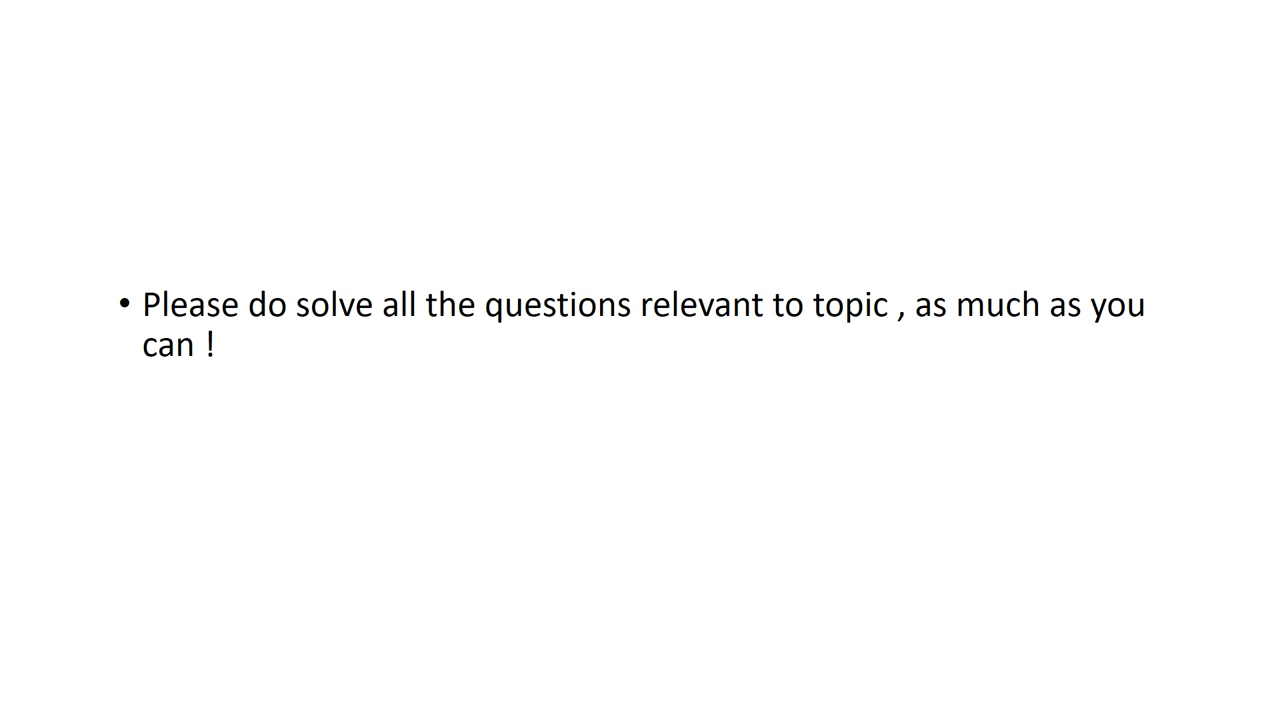 • Please do solve all the questions relevant to topic , as much as you
can !